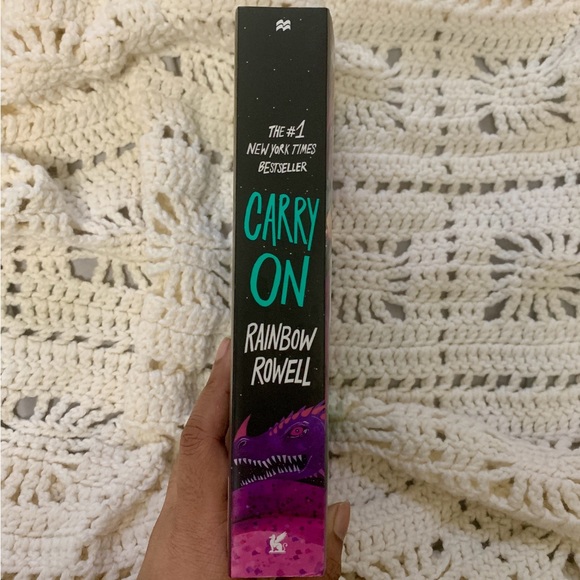 THE #1
NEW YORK TIMES
BESTSELLER
CARRY
ON
RAINBOW
ROWELL